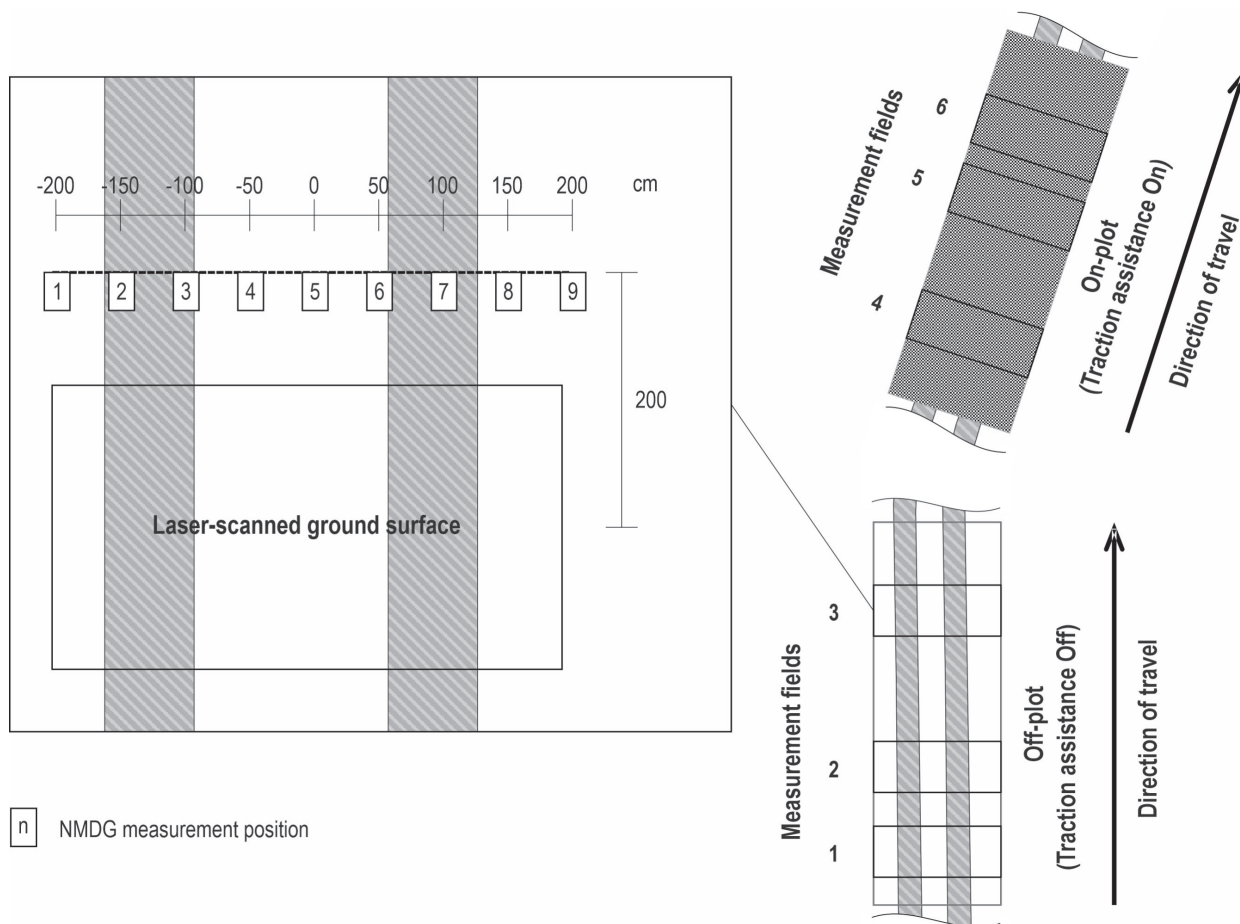 -200 -150 -100 -50 0 50 100 150 200 cm
1 2 3 4 5 6 7 8 9
200
Laser-scanned ground surface
n NMDG measurement position
Measurement fields
6
5
4
On-plot
(Traction assistance On)
Direction of travel
Measurement fields
3
2
1
Off-plot
(Traction assistance Off)
Direction of travel